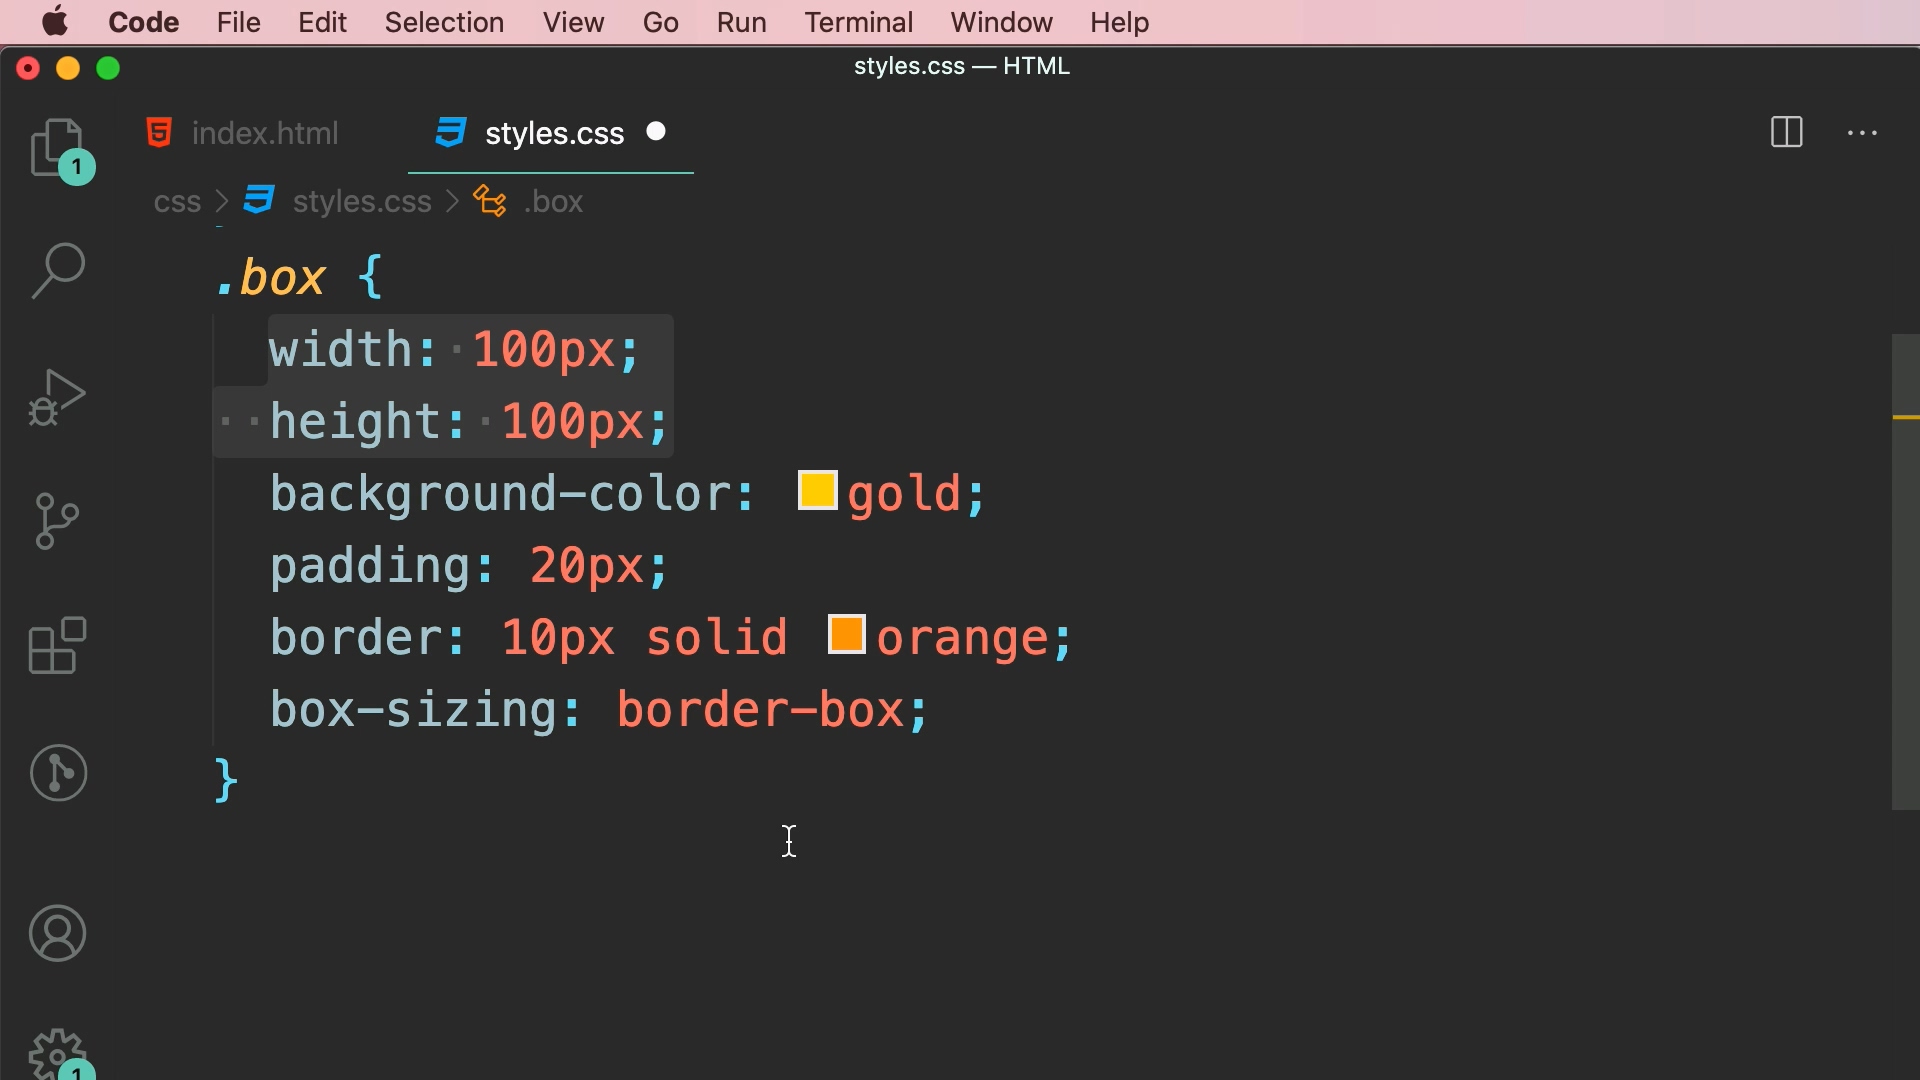 Code File Edit Selection View Go Run Terminal Window Help
styles.css — HTML
index.html styles.css
1
css > styles.css > .box
.box {
width: 100px;
height: 100px;
background-color: gold;
padding: 20px;
border: 10px solid orange;
box-sizing: border-box;
}
1